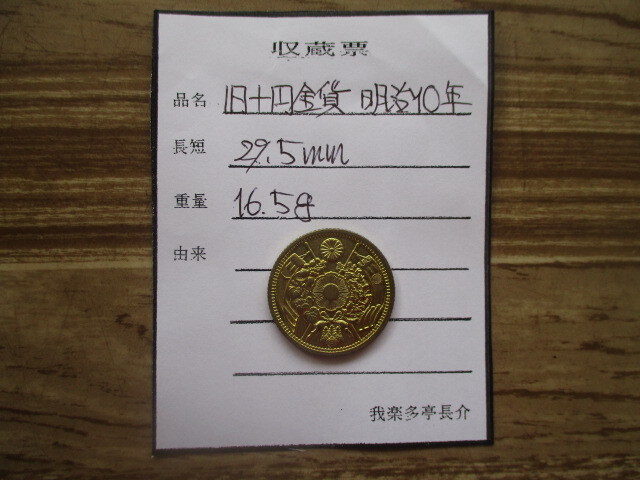 収蔵票
品名 旧十円金貨 明治10年
長短 29.5mm
重量 16.5g
由来
我楽多亭長介